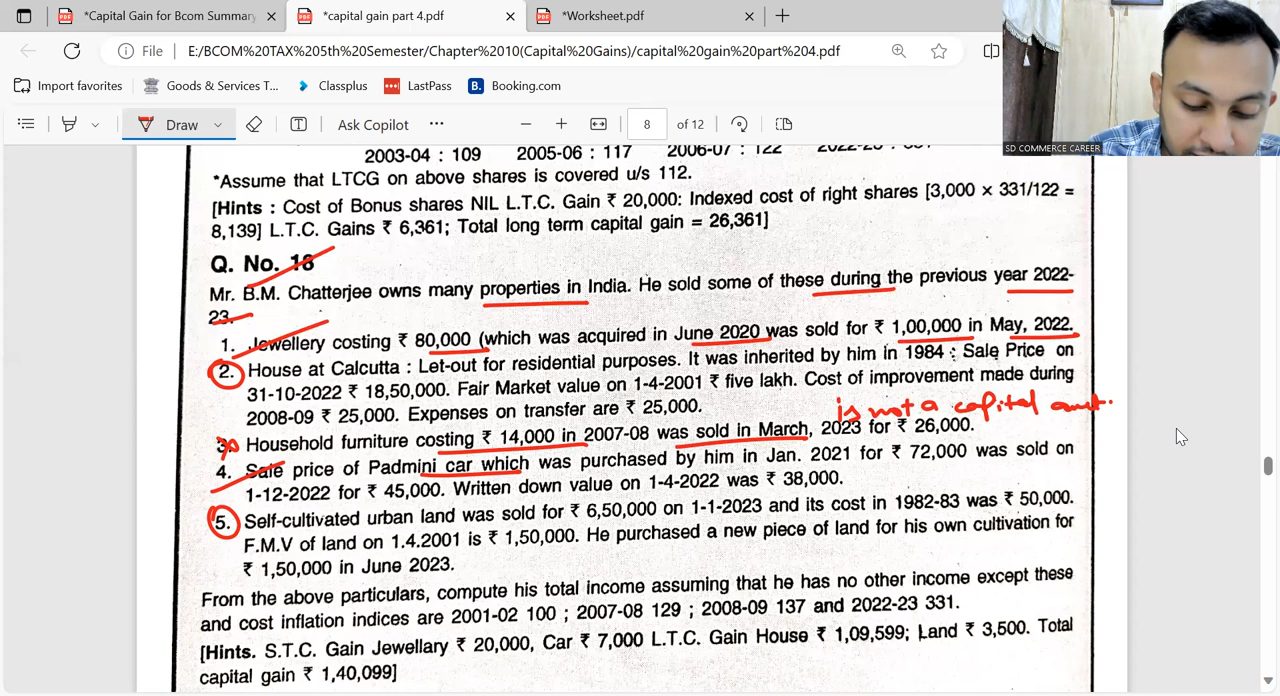 *Capital Gain for Bcom Summary
*capital gain part 4.pdf
*Worksheet.pdf
File
E:/BCOM%20TAX%205th%20Semester/Chapter%2010(Capital%20Gains)/capital%20gain%20part%204.pdf
Import favorites
Goods & Services T...
Classplus
LastPass
Booking.com
Draw
Ask Copilot
8 of 12
SD COMMERCE CAREER
2003-04 : 109 2005-06 : 117 2006-07 : 122
*Assume that LTCG on above shares is covered u/s 112.
[Hints : Cost of Bonus shares NIL L.T.C. Gain ₹ 20,000: Indexed cost of right shares [3,000 × 331/122 =
8,139] L.T.C. Gains ₹ 6,361; Total long term capital gain = 26,361]
Q. No. 18
Mr. B.M. Chatterjee owns many properties in India. He sold some of these during the previous year 2022-
23.
1. Jewellery costing ₹ 80,000 (which was acquired in June 2020 was sold for ₹ 1,00,000 in May, 2022.
2. House at Calcutta : Let-out for residential purposes. It was inherited by him in 1984 : Sale Price on
31-10-2022 ₹ 18,50,000. Fair Market value on 1-4-2001 ₹ five lakh. Cost of improvement made during
2008-09 ₹ 25,000. Expenses on transfer are ₹ 25,000.
is not a capital
3. Household furniture costing ₹ 14,000 in 2007-08 was sold in March, 2023 for ₹ 26,000.
4. Sale price of Padmini car which was purchased by him in Jan. 2021 for ₹ 72,000 was sold on
1-12-2022 for ₹ 45,000. Written down value on 1-4-2022 was ₹ 38,000.
5. Self-cultivated urban land was sold for ₹ 6,50,000 on 1-1-2023 and its cost in 1982-83 was ₹ 50,000.
F.M.V of land on 1.4.2001 is ₹ 1,50,000. He purchased a new piece of land for his own cultivation for
₹ 1,50,000 in June 2023.
From the above particulars, compute his total income assuming that he has no other income except these
and cost inflation indices are 2001-02 100 ; 2007-08 129 ; 2008-09 137 and 2022-23 331.
[Hints. S.T.C. Gain Jewellery ₹ 20,000, Car ₹ 7,000 L.T.C. Gain House ₹ 1,09,599; Land ₹ 3,500. Total
capital gain ₹ 1,40,099]